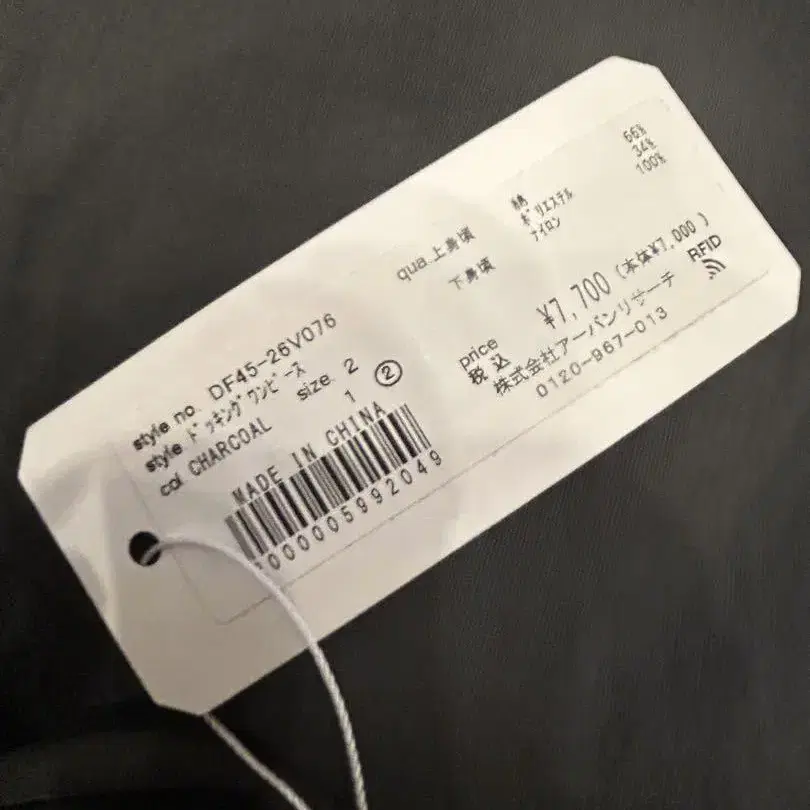 style no. DF45-26V076
style ドッキングワンピース
col. CHARCOAL size. 2
1 ②
MADE IN CHINA
000005992049
qua.上身頃 綿 66%
ポリエステル 34%
下身頃 ナイロン 100%
price
税込 ¥7,700 (本体¥7,000)
株式会社アーバンリサーチ RFID
0120-967-013